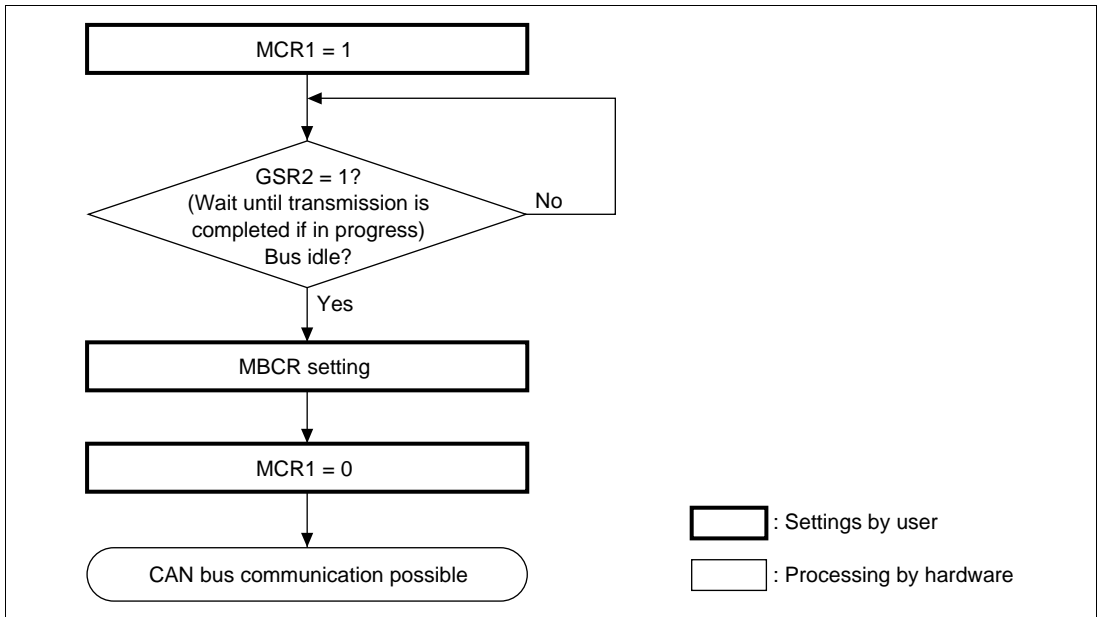 MCR1 = 1
GSR2 = 1?
(Wait until transmission is
completed if in progress)
Bus idle?
No
Yes
MBCR setting
MCR1 = 0
CAN bus communication possible
: Settings by user
: Processing by hardware